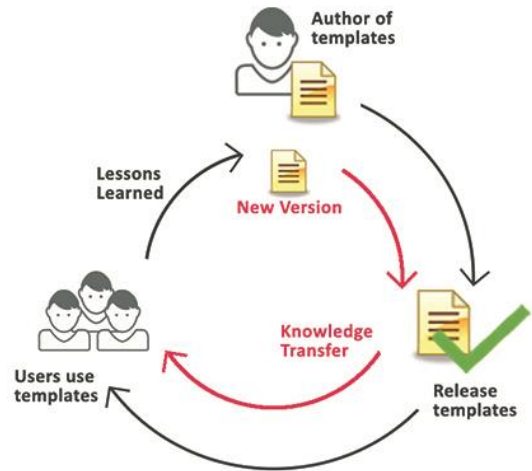 Author of
templates
Lessons
Learned
New Version
Knowledge
Transfer
Users use
templates
Release
templates